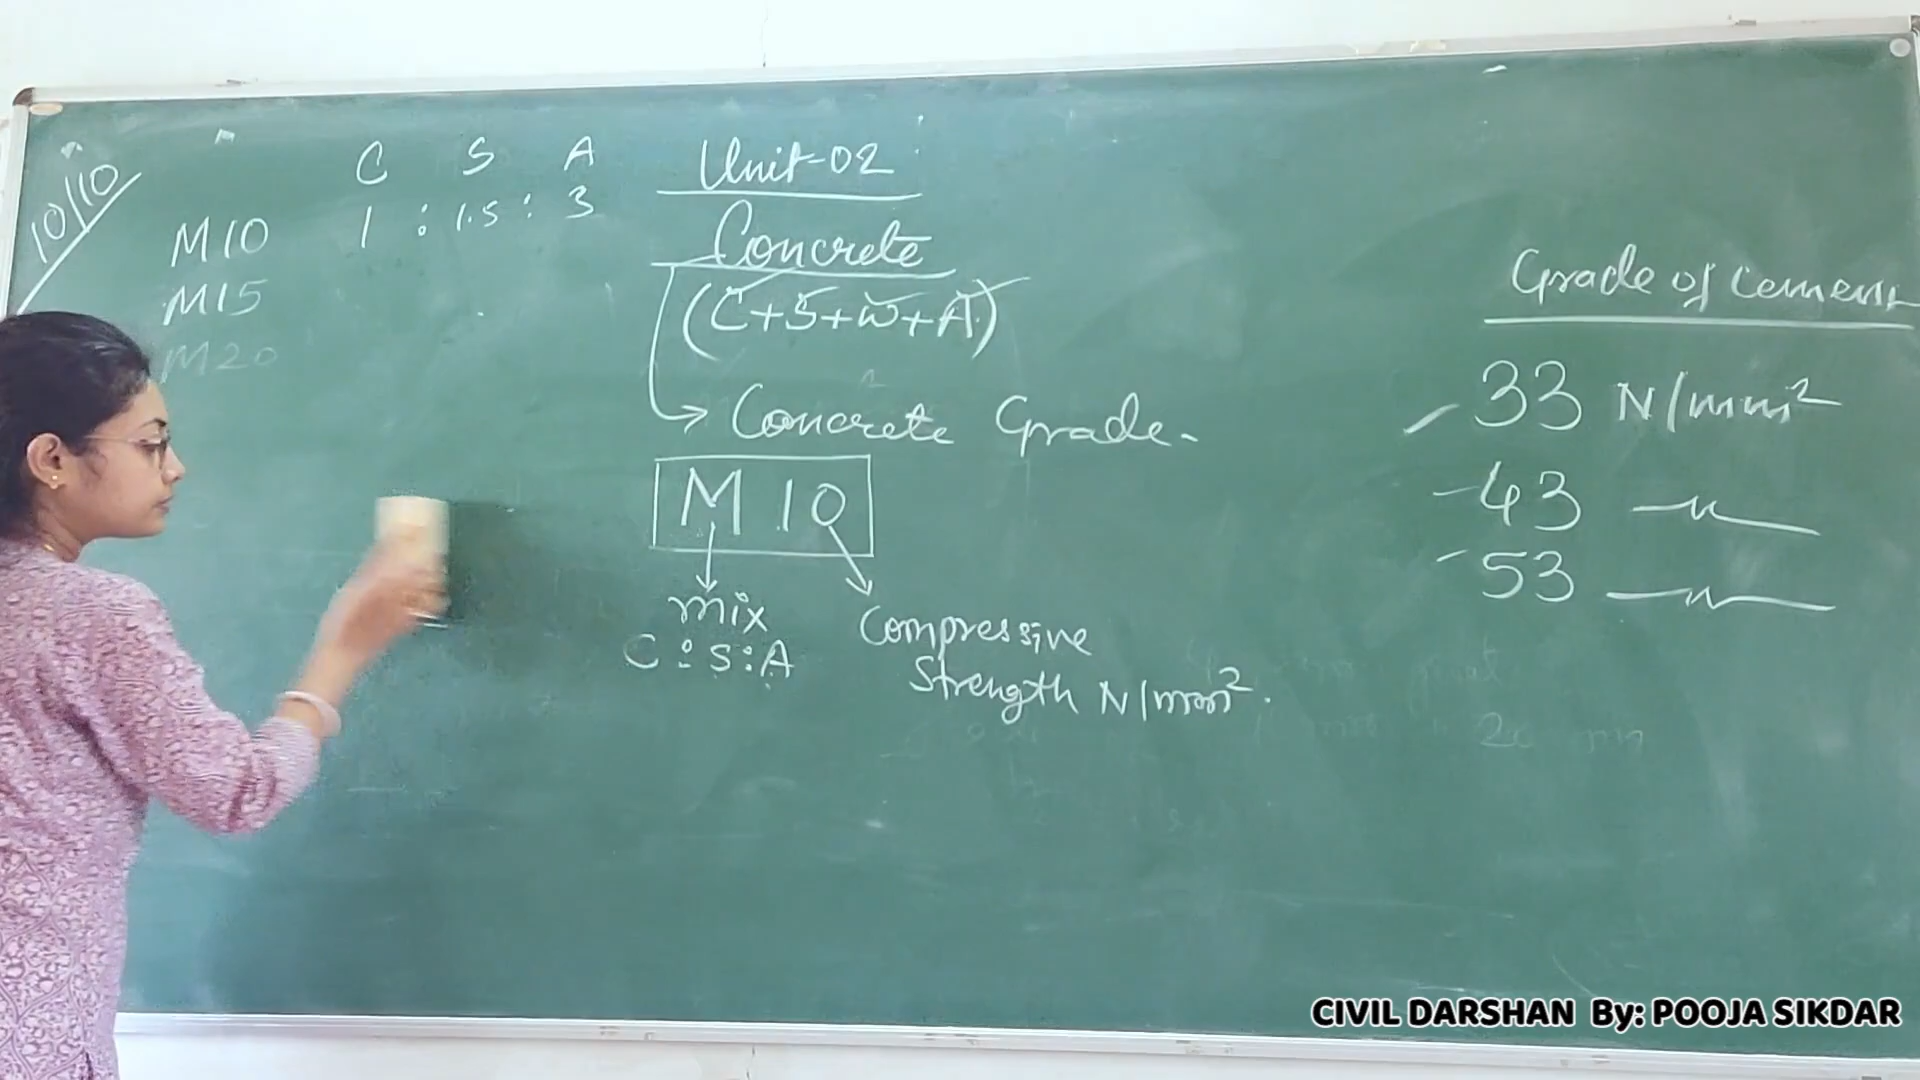 10/10
C S A
M10 1 : 1.5 : 3
M15
M20
Unit-02
Concrete
(C+S+W+A)
Concrete Grade
M 10
mix
C : S : A
Compressive
Strength N/mm².
Grade of Cement
33 N/mm²
43 —〃—
53 —〃—
CIVIL DARSHAN By: POOJA SIKDAR